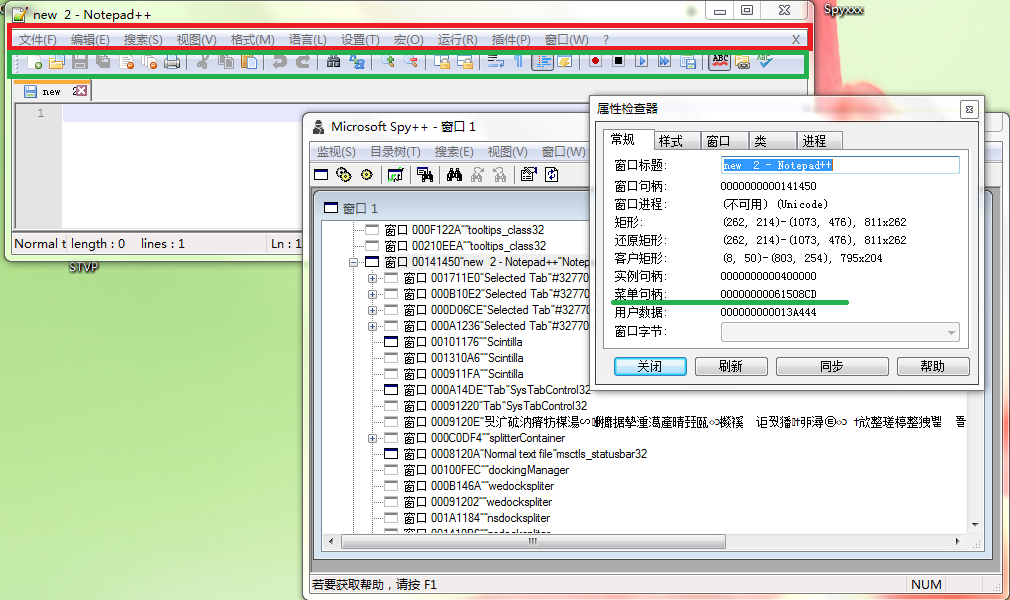 new  2 - Notepad++
Spyxxx
文件(F) 编辑(E) 搜索(S) 视图(V) 格式(M) 语言(L) 设置(T) 宏(O) 运行(R) 插件(P) 窗口(W) ? X
ABC
ABC
new 2
1
Normal t length : 0 lines : 1 Ln : 1
STVP
Microsoft Spy++ - 窗口 1
监视(S) 目录树(T) 搜索(E) 视图(V) 窗口(W)
窗口 1
窗口 000F122A""tooltips_class32
窗口 00210EEA""tooltips_class32
窗口 00141450"new  2 - Notepad++"Notep
窗口 001711E0"Selected Tab"#32770
窗口 000B10E2"Selected Tab"#32770
窗口 000D06CE"Selected Tab"#32770
窗口 000A1236"Selected Tab"#32770
窗口 00101176""Scintilla
窗口 001310A6""Scintilla
窗口 000911FA""Scintilla
窗口 000A14DE"Tab"SysTabControl32
窗口 00091220"Tab"SysTabControl32
窗口 0009120E"
窗口 000C0DF4""splitterContainer
窗口 0008120A"Normal text file"msctls_statusbar32
窗口 00100FEC""dockingManager
窗口 000B146A""wedockspliter
窗口 00091202""wedockspliter
窗口 001A1184""nsdockspliter
若要获取帮助，请按 F1
NUM
属性检查器
常规 样式 窗口 类 进程
窗口标题: new  2 - Notepad++
窗口句柄: 0000000000141450
窗口进程: (不可用) (Unicode)
矩形: (262, 214)-(1073, 476), 811x262
还原矩形: (262, 214)-(1073, 476), 811x262
客户矩形: (8, 50)-(803, 254), 795x204
实例句柄: 0000000000400000
菜单句柄: 00000000061508CD
用户数据: 000000000013A444
窗口字节:
关闭 刷新 同步 帮助